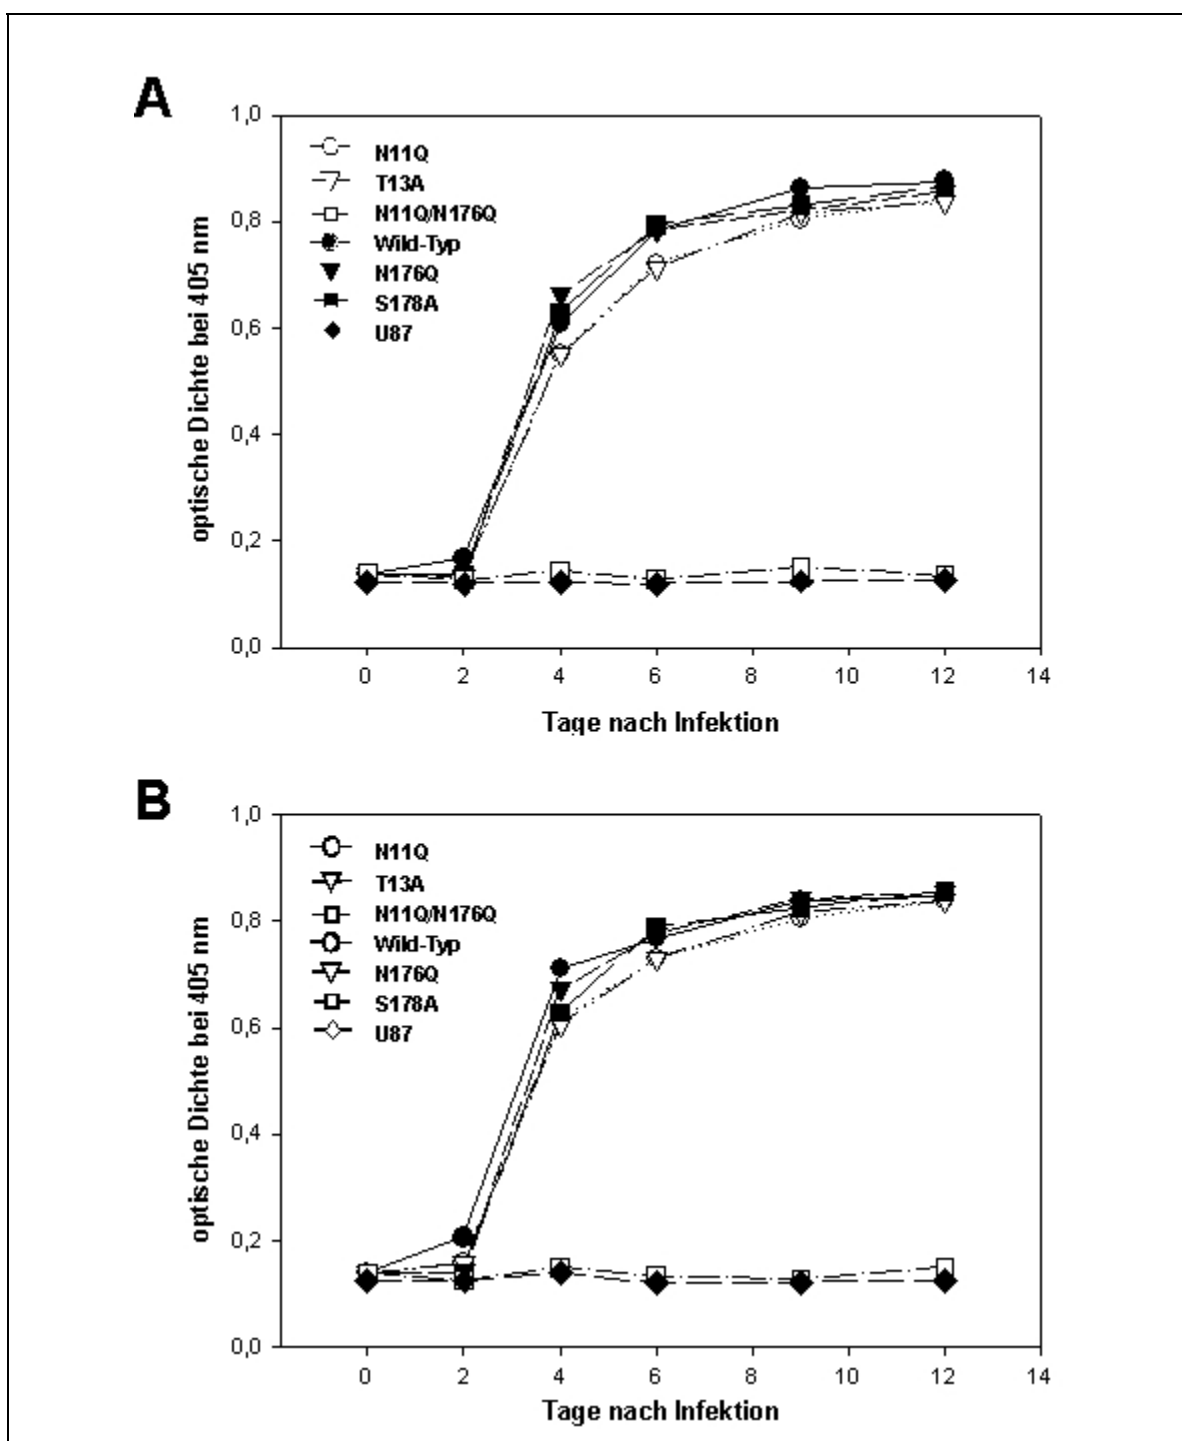 A
1,0
0,8
0,6
0,4
0,2
0,0
optische Dichte bei 405 nm
N11Q
T13A
N11Q/N176Q
Wild-Typ
N176Q
S178A
U87
0 2 4 6 8 10 12 14
Tage nach Infektion
B
1,0
0,8
0,6
0,4
0,2
0,0
optische Dichte bei 405 nm
N11Q
T13A
N11Q/N176Q
Wild-Typ
N176Q
S178A
U87
0 2 4 6 8 10 12 14
Tage nach Infektion